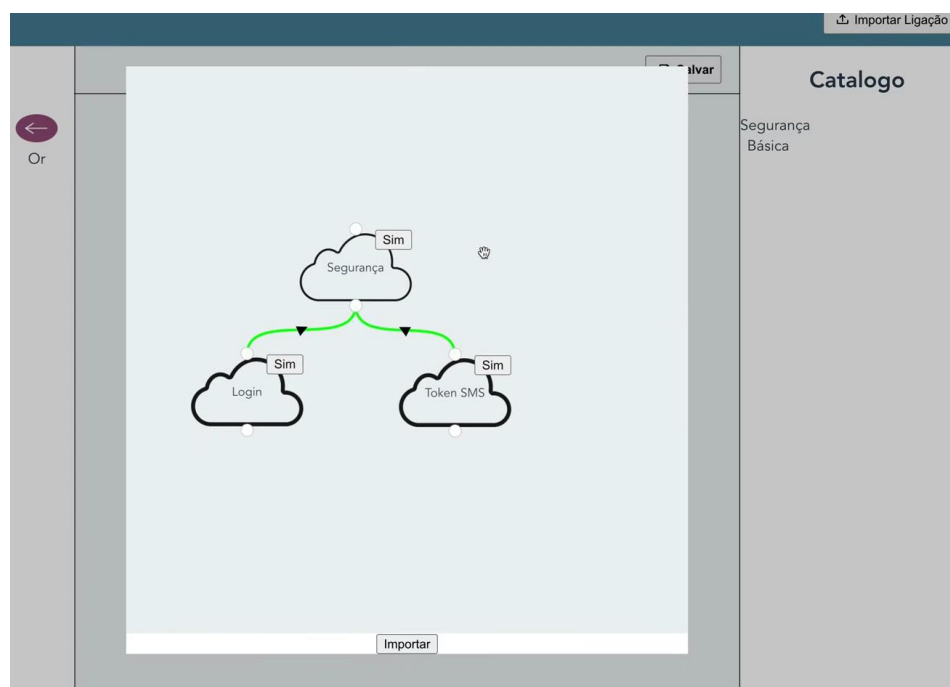 Importar Ligação
Catalogo
Segurança
Básica
Or
Sim
Segurança
Sim
Login
Sim
Token SMS
Importar